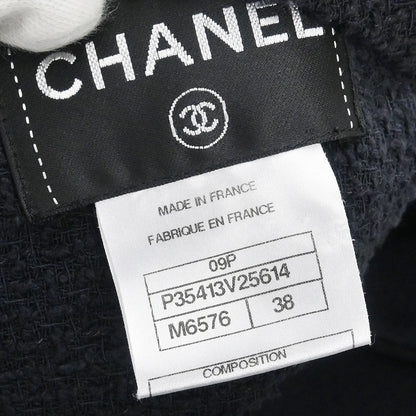 CHANEL
MADE IN FRANCE
FABRIQUE EN FRANCE
09P
P35413V25614
M6576 38
COMPOSITION